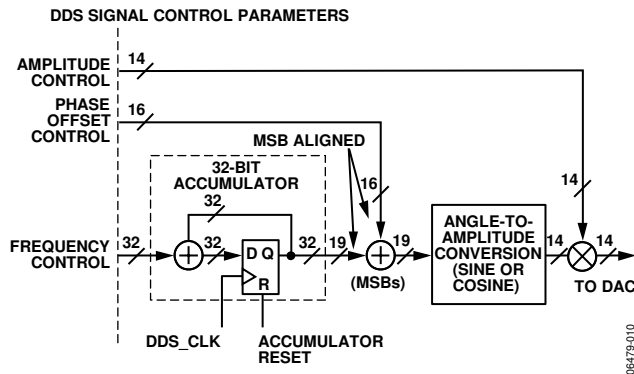 DDS SIGNAL CONTROL PARAMETERS
AMPLITUDE
CONTROL
14
PHASE
OFFSET
CONTROL
16
MSB ALIGNED
32-BIT
ACCUMULATOR
16
14
32
FREQUENCY
CONTROL
32
32
D Q
R
32
19
19
(MSBs)
ANGLE-TO-
AMPLITUDE
CONVERSION
(SINE OR
COSINE)
14
14
TO DAC
DDS_CLK
ACCUMULATOR
RESET
06479-010